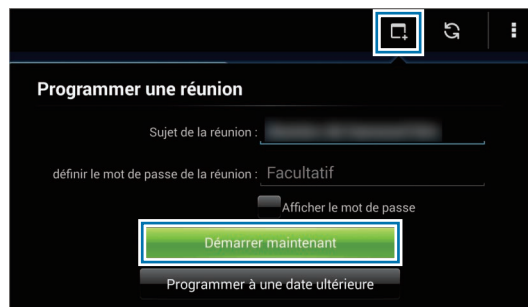 Programmer une réunion
Sujet de la réunion :
définir le mot de passe de la réunion : Facultatif
Afficher le mot de passe
Démarrer maintenant
Programmer à une date ultérieure